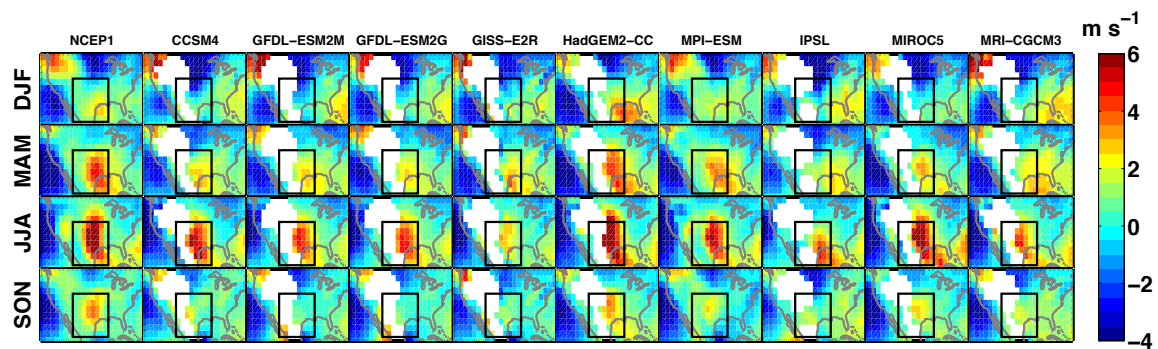 m s−1
NCEP1 CCSM4 GFDL−ESM2M GFDL−ESM2G GISS−E2R HadGEM2−CC MPI−ESM IPSL MIROC5 MRI−CGCM3
DJF
MAM
JJA
SON
6
4
2
0
−2
−4